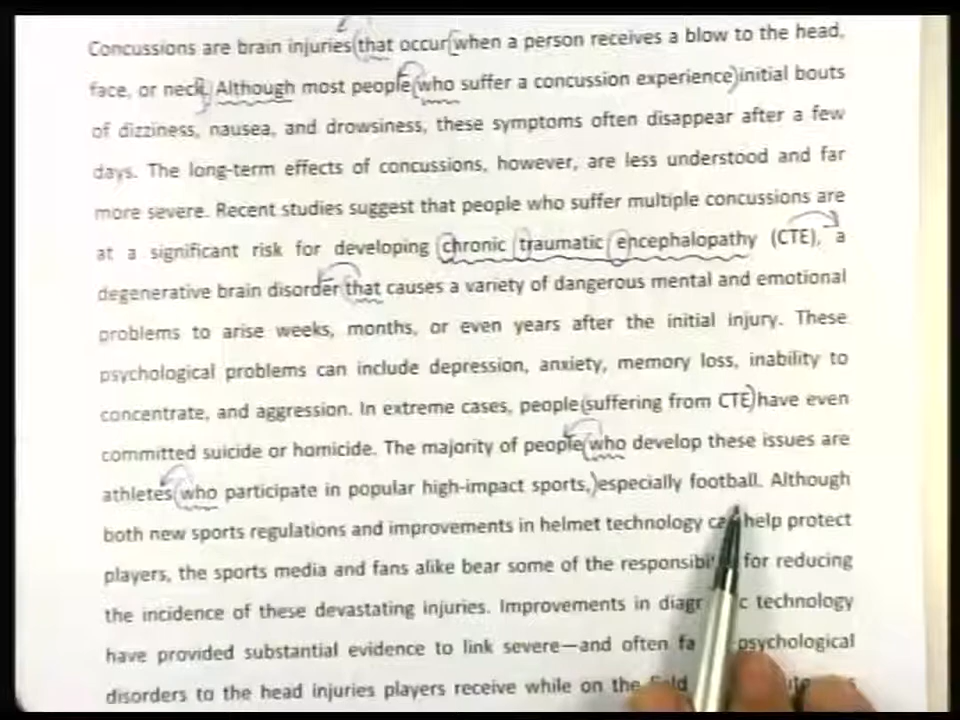 Concussions are brain injuries that occur when a person receives a blow to the head,
face, or neck. Although most people who suffer a concussion experience initial bouts
of dizziness, nausea, and drowsiness, these symptoms often disappear after a few
days. The long-term effects of concussions, however, are less understood and far
more severe. Recent studies suggest that people who suffer multiple concussions are
at a significant risk for developing chronic traumatic encephalopathy (CTE), a
degenerative brain disorder that causes a variety of dangerous mental and emotional
problems to arise weeks, months, or even years after the initial injury. These
psychological problems can include depression, anxiety, memory loss, inability to
concentrate, and aggression. In extreme cases, people suffering from CTE have even
committed suicide or homicide. The majority of people who develop these issues are
athletes who participate in popular high-impact sports, especially football. Although
both new sports regulations and improvements in helmet technology can help protect
players, the sports media and fans alike bear some of the for reducing
the incidence of these devastating injuries. Improvements in technology
have provided substantial evidence to link severe—and often psychological
disorders to the head injuries players receive while on the